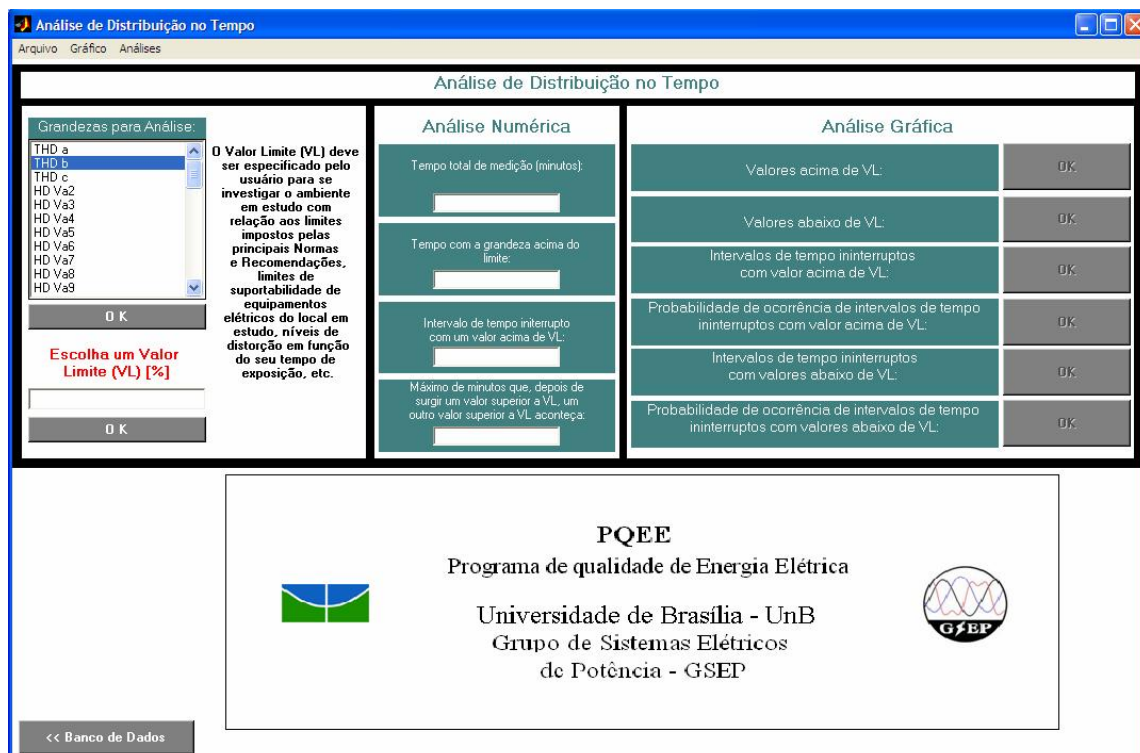 Análise de Distribuição no Tempo
Arquivo Gráfico Análises
Análise de Distribuição no Tempo
Grandezas para Análise:
THD a
THD b
THD c
HD Va2
HD Va3
HD Va4
HD Va5
HD Va6
HD Va7
HD Va8
HD Va9
O K
Escolha um Valor
Limite (VL) [%]
O K
O Valor Limite (VL) deve
ser especificado pelo
usuário para se
investigar o ambiente
em estudo com
relação aos limites
impostos pelas
principais Normas
e Recomendações,
limites de
suportabilidade de
equipamentos
elétricos do local em
estudo, níveis de
distorção em função
do seu tempo de
exposição, etc.
Análise Numérica
Tempo total de medição (minutos):
Tempo com a grandeza acima do
limite:
Intervalo de tempo initerrupto
com um valor acima de VL:
Máximo de minutos que, depois de
surgir um valor superior a VL, um
outro valor superior a VL aconteça:
Análise Gráfica
Valores acima de VL:
OK
Valores abaixo de VL:
OK
Intervalos de tempo ininterruptos
com valor acima de VL:
OK
Probabilidade de ocorrência de intervalos de tempo
ininterruptos com valor acima de VL:
OK
Intervalos de tempo ininterruptos
com valores abaixo de VL:
OK
Probabilidade de ocorrência de intervalos de tempo
ininterruptos com valores abaixo de VL:
OK
PQEE
Programa de qualidade de Energia Elétrica
Universidade de Brasília - UnB
Grupo de Sistemas Elétricos
de Potência - GSEP
GSEP
<< Banco de Dados